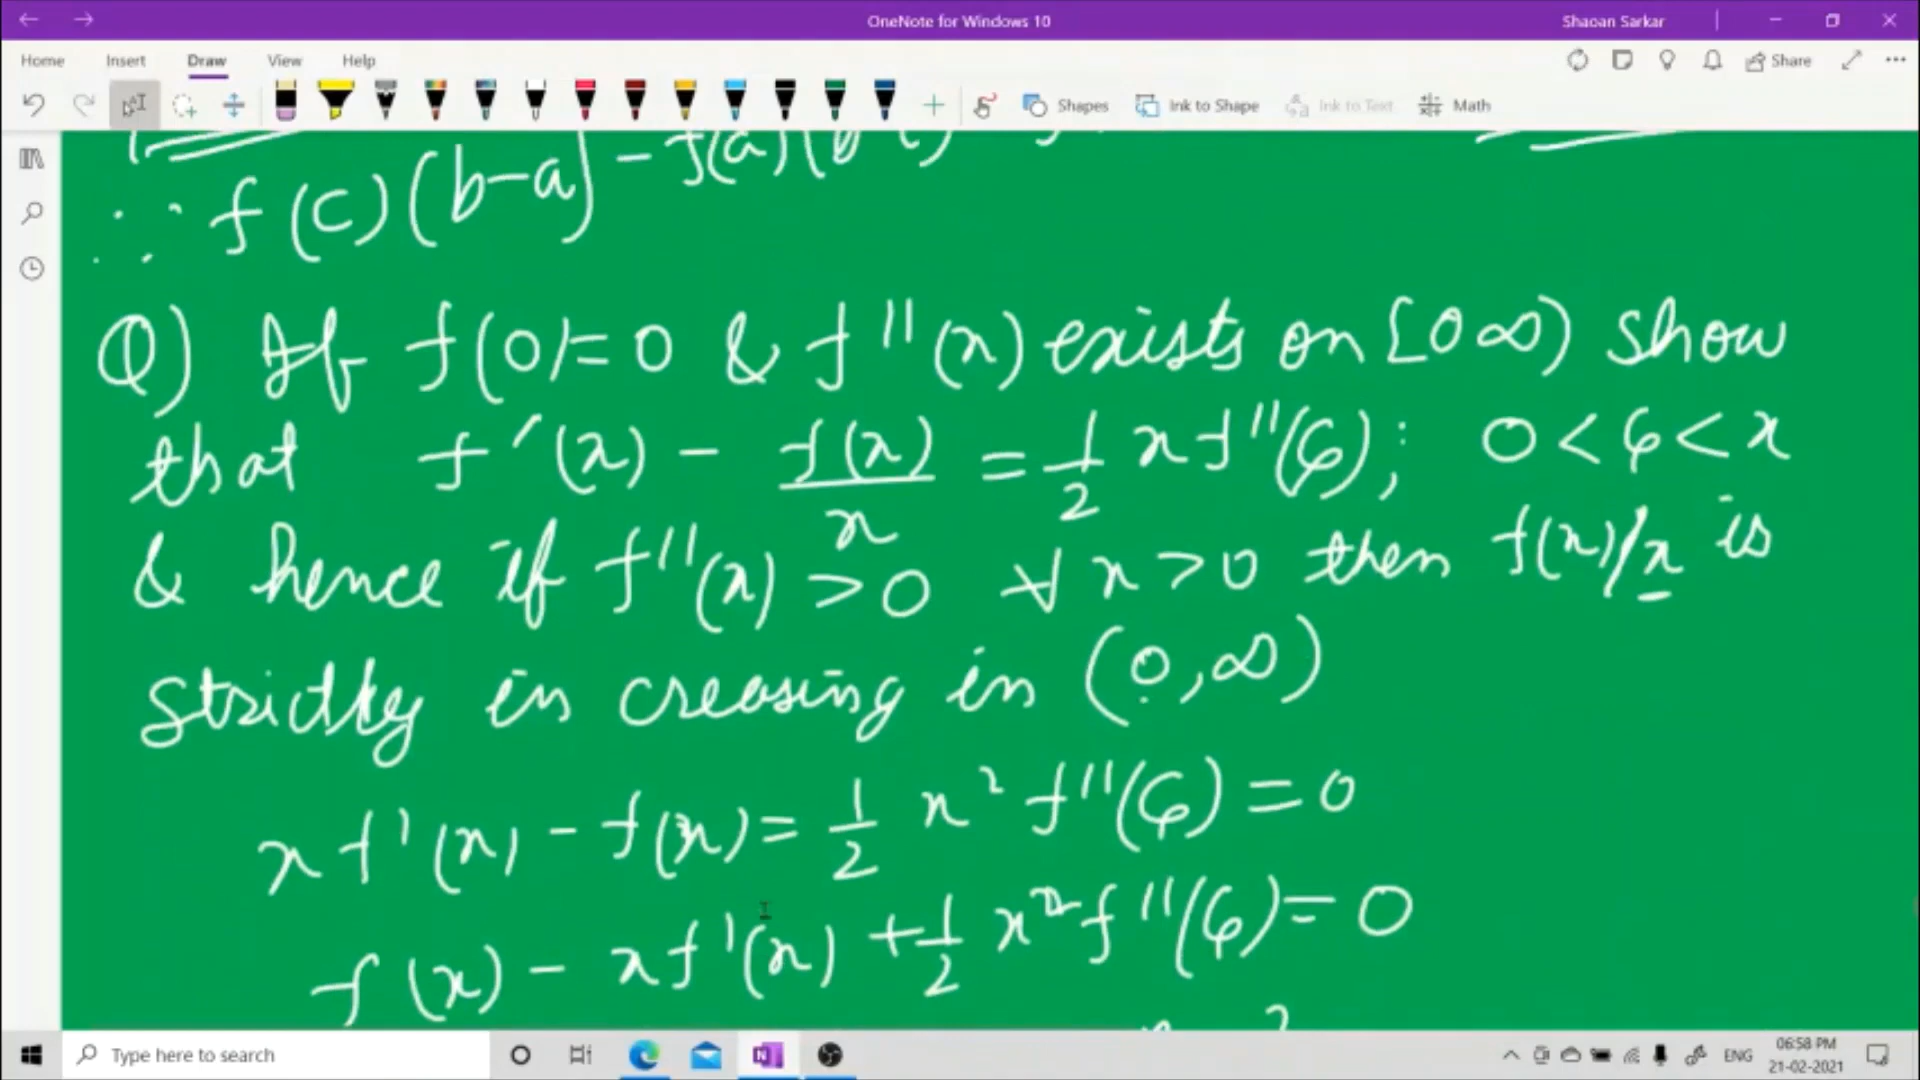 OneNote for Windows 10
Shaoan Sarkar
Home Insert Draw View Help
Share
Shapes Ink to Shape Ink to Text Math
∴ f(c)(b-a) - f(a)(b
Q) If f(0)=0 & f''(x) exists on [0 ∞) show
that f'(x) - f(x)/x = 1/2 x f''(ς); 0 < ς < x
& hence if f''(x) > 0 ∀ x > 0 then f(x)/x is
strictly in creasing in (0, ∞)
x f'(x) - f(x) = 1/2 x² f''(ς) = 0
f(x) - x f'(x) + 1/2 x² f''(ς) = 0
Type here to search
ENG
06:58 PM
21-02-2021